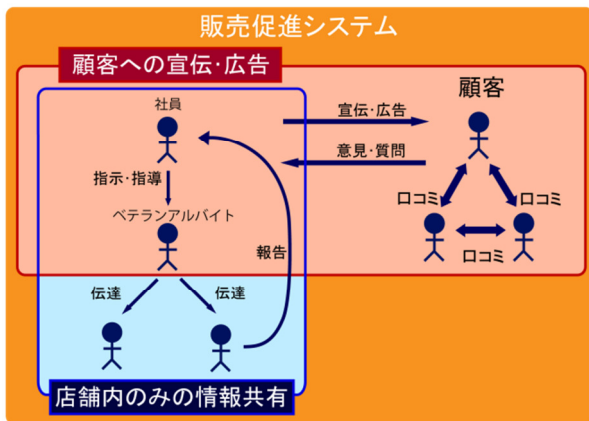 販売促進システム
顧客への宣伝・広告
社員
宣伝・広告
顧客
意見・質問
指示・指導
ベテランアルバイト
口コミ
口コミ
口コミ
報告
伝達
伝達
店舗内のみの情報共有